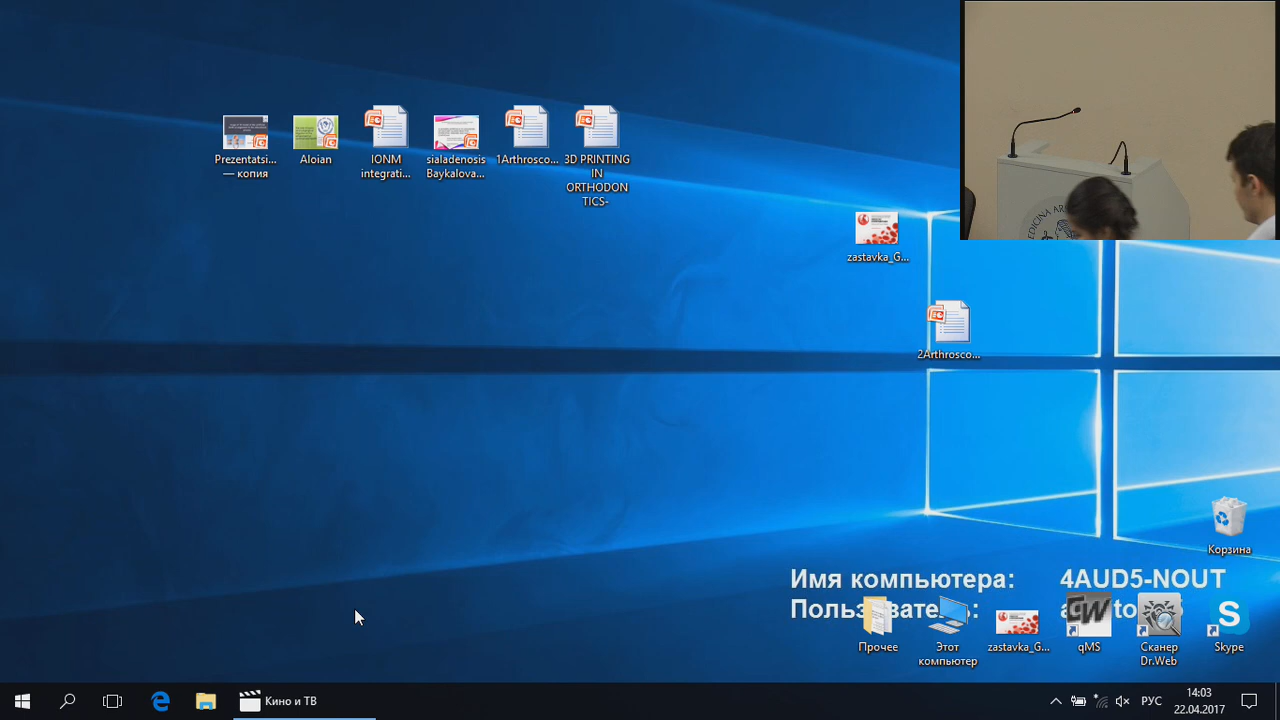 Prezentatsi...
— копия
Aloian
IONM
integrati...
sialadenosis
Baykalova...
1Arthrosco...
3D PRINTING
IN
ORTHODON
TICS-
zastavka_G...
2Arthrosco...
Корзина
Имя компьютера: 4AUD5-NOUT
Прочее
Этот
компьютер
zastavka_G...
qMS
Сканер
Dr.Web
Skype
Кино и ТВ
РУС
14:03
22.04.2017